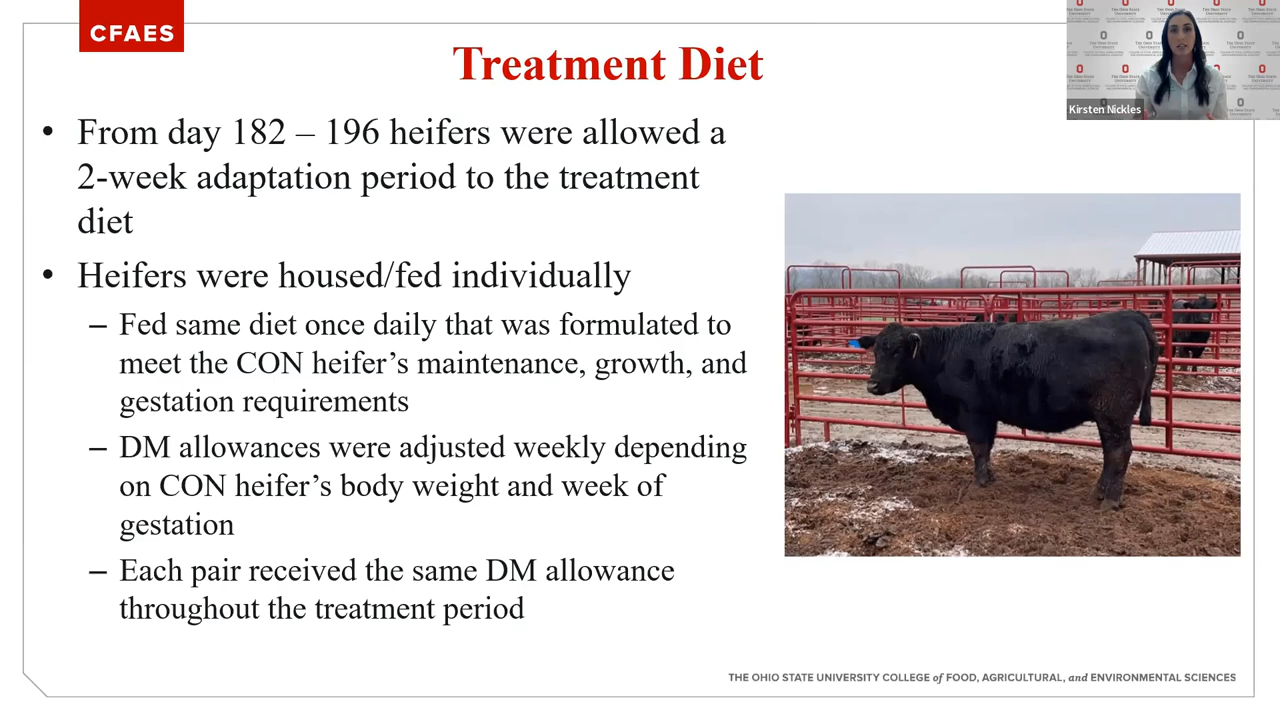 CFAES
Treatment Diet
Kirsten Nickles
• From day 182 – 196 heifers were allowed a
2-week adaptation period to the treatment
diet
• Heifers were housed/fed individually
– Fed same diet once daily that was formulated to
meet the CON heifer’s maintenance, growth, and
gestation requirements
– DM allowances were adjusted weekly depending
on CON heifer’s body weight and week of
gestation
– Each pair received the same DM allowance
throughout the treatment period
THE OHIO STATE UNIVERSITY COLLEGE of FOOD, AGRICULTURAL, and ENVIRONMENTAL SCIENCES